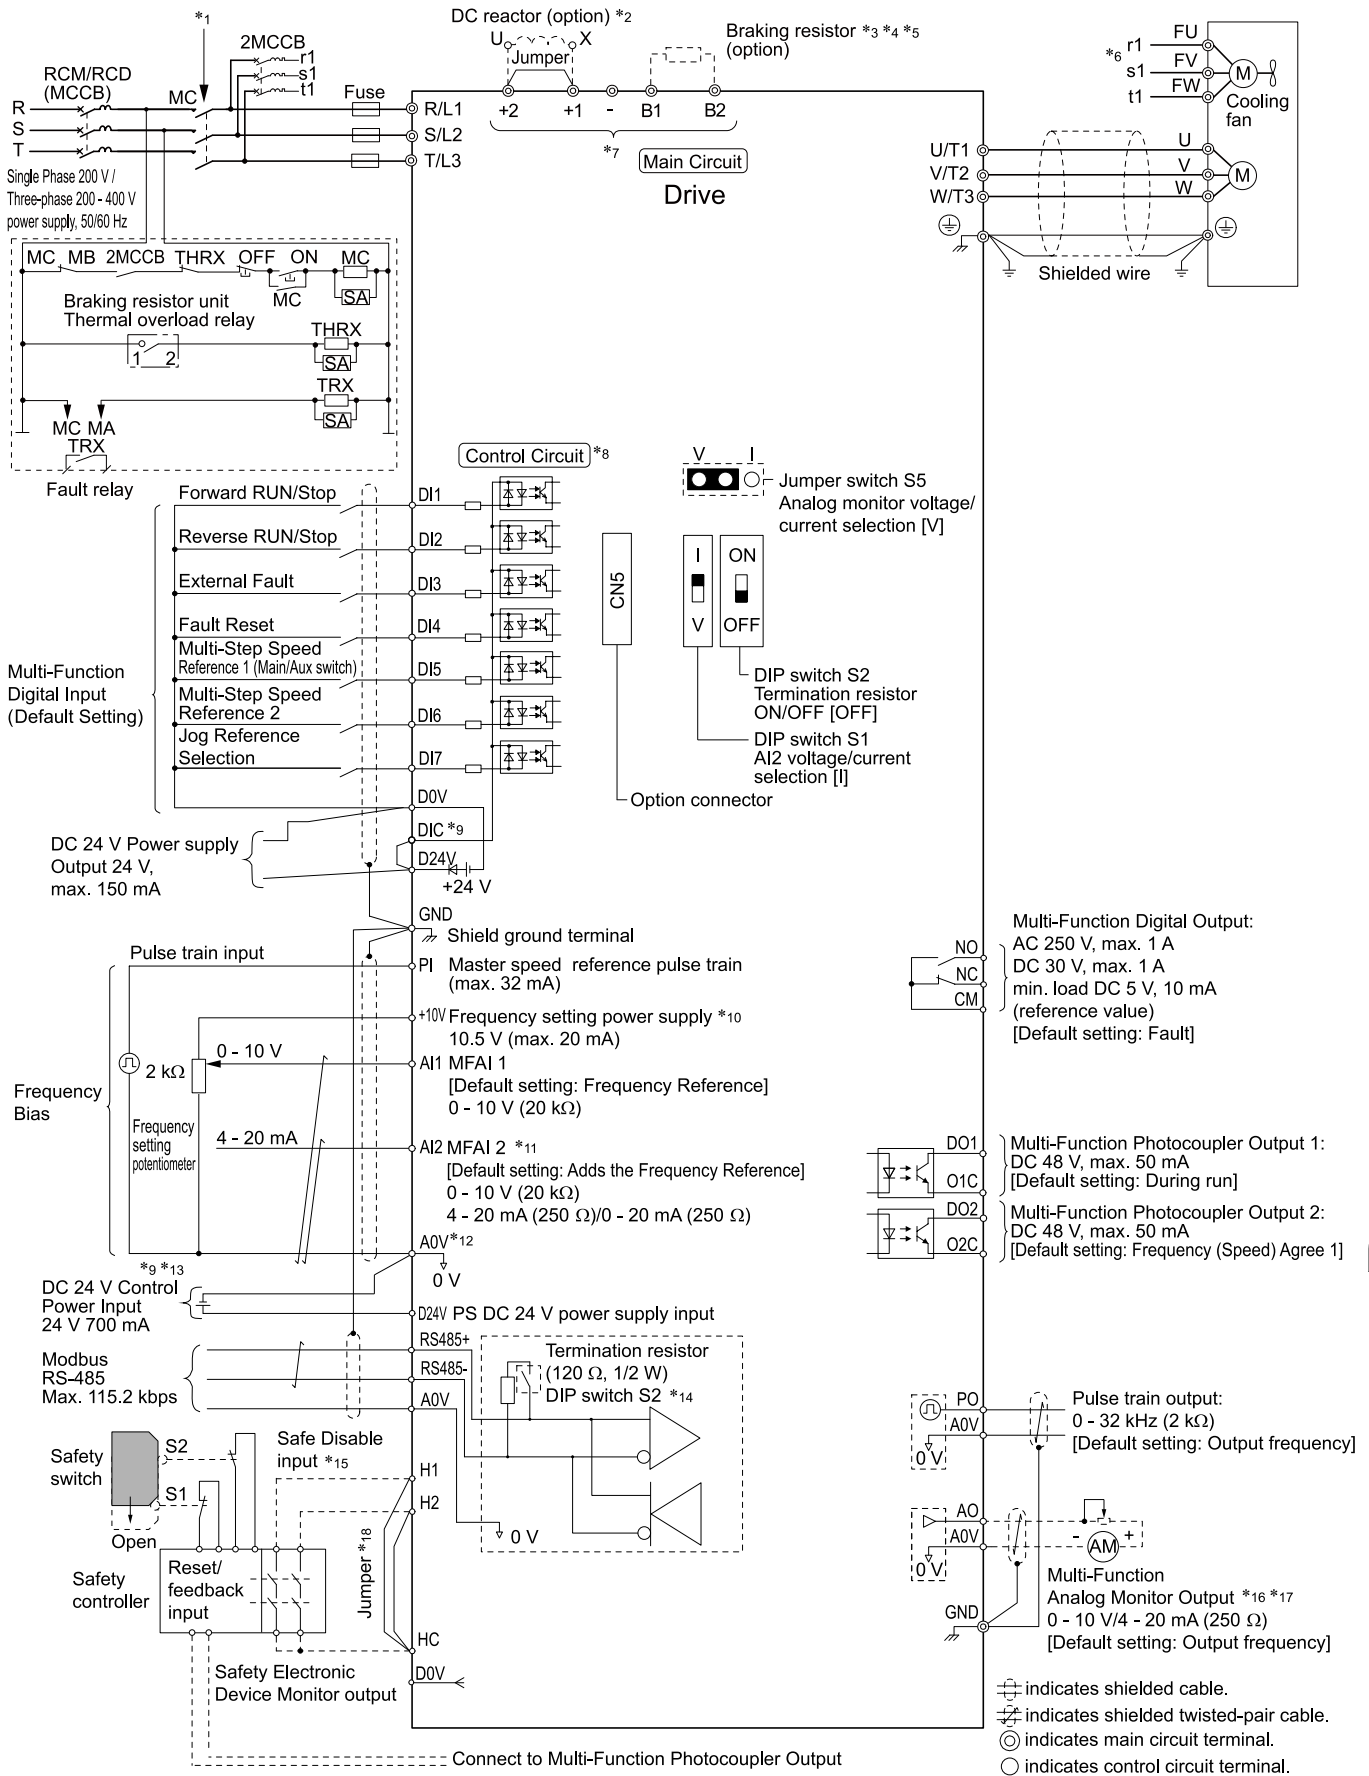 *1
DC reactor (option) *2
U X
Jumper
Braking resistor *3 *4 *5
(option)
2MCCB
r1
s1
t1
RCM/RCD
(MCCB)
MC
Fuse
R
S
T
R/L1
S/L2
T/L3
+2 +1 - B1 B2
*7
Main Circuit
Drive
*6
r1 FU
s1 FV
t1 FW
M
Cooling
fan
U/T1 U
V/T2 V
W/T3 W
M
Shielded wire
Single Phase 200 V /
Three-phase 200 - 400 V
power supply, 50/60 Hz
MC MB 2MCCB THRX OFF ON MC
MC
SA
Braking resistor unit
Thermal overload relay
1 2
THRX
SA
TRX
SA
MC MA
TRX
Fault relay
Control Circuit *8
V I
Jumper switch S5
Analog monitor voltage/
current selection [V]
Forward RUN/Stop
DI1
Reverse RUN/Stop
DI2
External Fault
DI3
Fault Reset
DI4
Multi-Step Speed
Reference 1 (Main/Aux switch)
DI5
Multi-Step Speed
Reference 2
DI6
Jog Reference
Selection
DI7
Multi-Function
Digital Input
(Default Setting)
CN5
I
V
ON
OFF
DIP switch S2
Termination resistor
ON/OFF [OFF]
DIP switch S1
AI2 voltage/current
selection [I]
Option connector
D0V
DIC *9
D24V
+24 V
DC 24 V Power supply
Output 24 V,
max. 150 mA
GND
Shield ground terminal
Pulse train input
PI Master speed reference pulse train
(max. 32 mA)
+10V Frequency setting power supply *10
10.5 V (max. 20 mA)
0 - 10 V
2 kΩ
AI1 MFAI 1
[Default setting: Frequency Reference]
0 - 10 V (20 kΩ)
Frequency
Bias
Frequency
setting
potentiometer
4 - 20 mA
AI2 MFAI 2 *11
[Default setting: Adds the Frequency Reference]
0 - 10 V (20 kΩ)
4 - 20 mA (250 Ω)/0 - 20 mA (250 Ω)
A0V *12
0 V
*9 *13
DC 24 V Control
Power Input
24 V 700 mA
D24V PS DC 24 V power supply input
NO
NC
CM
Multi-Function Digital Output:
AC 250 V, max. 1 A
DC 30 V, max. 1 A
min. load DC 5 V, 10 mA
(reference value)
[Default setting: Fault]
DO1
O1C
Multi-Function Photocoupler Output 1:
DC 48 V, max. 50 mA
[Default setting: During run]
DO2
O2C
Multi-Function Photocoupler Output 2:
DC 48 V, max. 50 mA
[Default setting: Frequency (Speed) Agree 1]
Modbus
RS-485
Max. 115.2 kbps
RS485+
RS485-
A0V
Termination resistor
(120 Ω, 1/2 W)
DIP switch S2 *14
0 V
PO
A0V
0 V
Pulse train output:
0 - 32 kHz (2 kΩ)
[Default setting: Output frequency]
Safety
switch
S2
S1
Open
Safe Disable
input *15
H1
H2
Jumper *18
Safety
controller
Reset/
feedback
input
HC
D0V
Safety Electronic
Device Monitor output
AO
A0V
0 V
- +
AM
Multi-Function
Analog Monitor Output *16 *17
0 - 10 V/4 - 20 mA (250 Ω)
[Default setting: Output frequency]
GND
indicates shielded cable.
indicates shielded twisted-pair cable.
indicates main circuit terminal.
indicates control circuit terminal.
Connect to Multi-Function Photocoupler Output